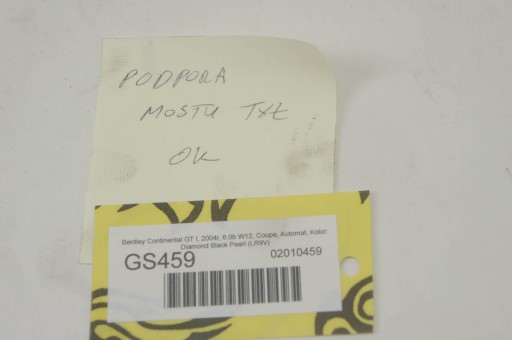 PODPORA
MOSTU TYŁ
OK
Bentley Continental GT I, 2004r, 6.0b W12, Coupe, Automat, Kolor:
Diamond Black Pearl (LR9V)
GS459
02010459